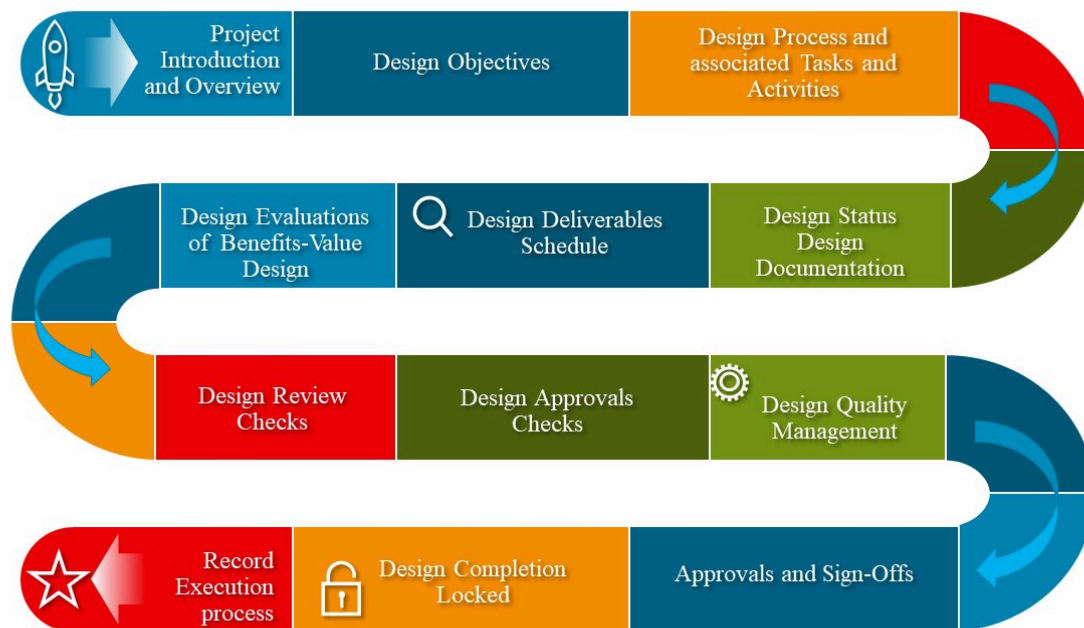 Project
Introduction
and Overview
Design Objectives
Design Process and
associated Tasks and
Activities
Design Status
Design
Documentation
Design Deliverables
Schedule
Design Evaluations
of Benefits-Value
Design
Design Review
Checks
Design Approvals
Checks
Design Quality
Management
Approvals and Sign-Offs
Design Completion
Locked
Record
Execution
process